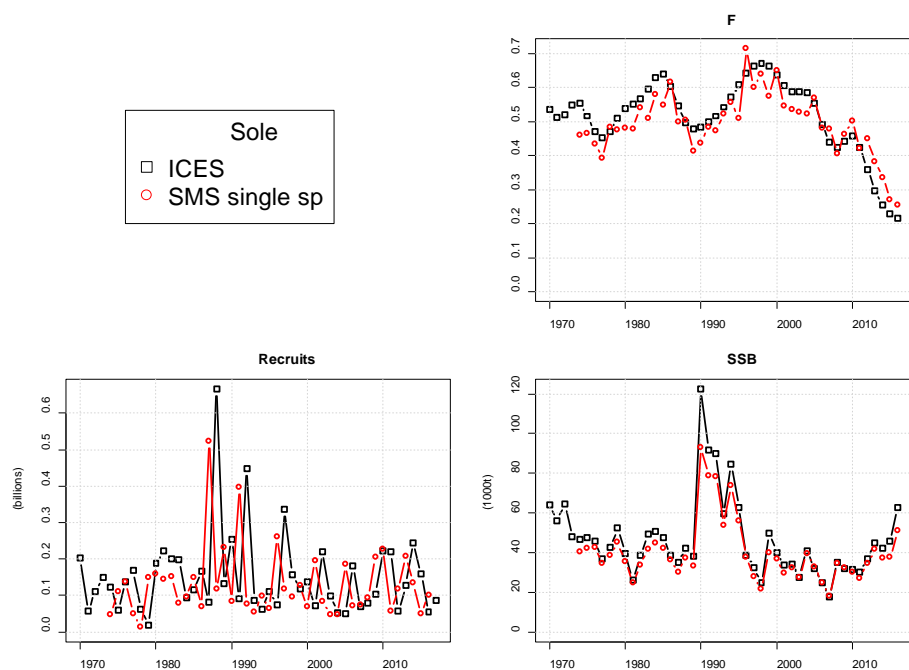 Sole
ICES
SMS single sp
F
0.0 0.1 0.2 0.3 0.4 0.5 0.6 0.7
1970 1980 1990 2000 2010
Recruits
(billions)
0.0 0.1 0.2 0.3 0.4 0.5 0.6
1970 1980 1990 2000 2010
SSB
(1000t)
0 20 40 60 80 100 120
1970 1980 1990 2000 2010